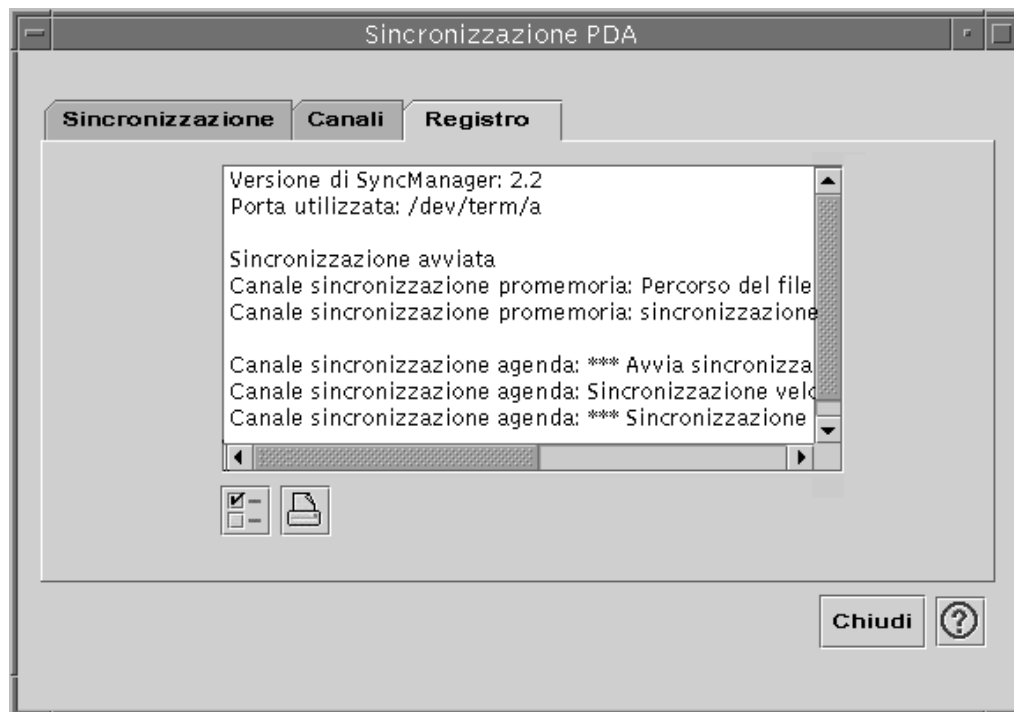 Sincronizzazione PDA
Sincronizzazione
Canali
Registro
Versione di SyncManager: 2.2
Porta utilizzata: /dev/term/a
Sincronizzazione avviata
Canale sincronizzazione promemoria: Percorso del file
Canale sincronizzazione promemoria: sincronizzazione
Canale sincronizzazione agenda: *** Avvia sincronizza
Canale sincronizzazione agenda: Sincronizzazione velo
Canale sincronizzazione agenda: *** Sincronizzazione
Chiudi